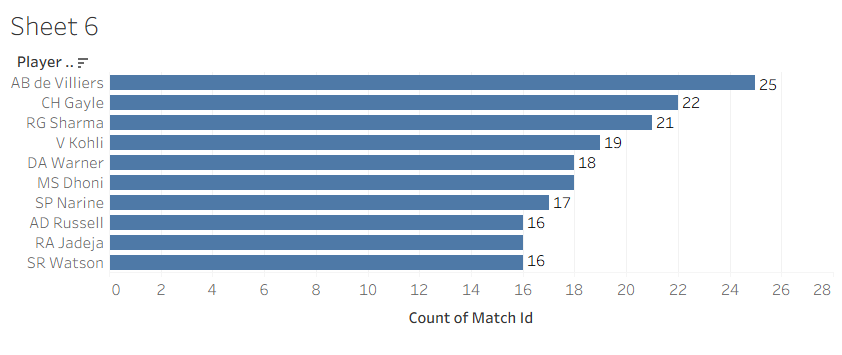 Sheet 6
Player ..
AB de Villiers 25
CH Gayle 22
RG Sharma 21
V Kohli 19
DA Warner 18
MS Dhoni
SP Narine 17
AD Russell 16
RA Jadeja
SR Watson 16
0 2 4 6 8 10 12 14 16 18 20 22 24 26 28
Count of Match Id